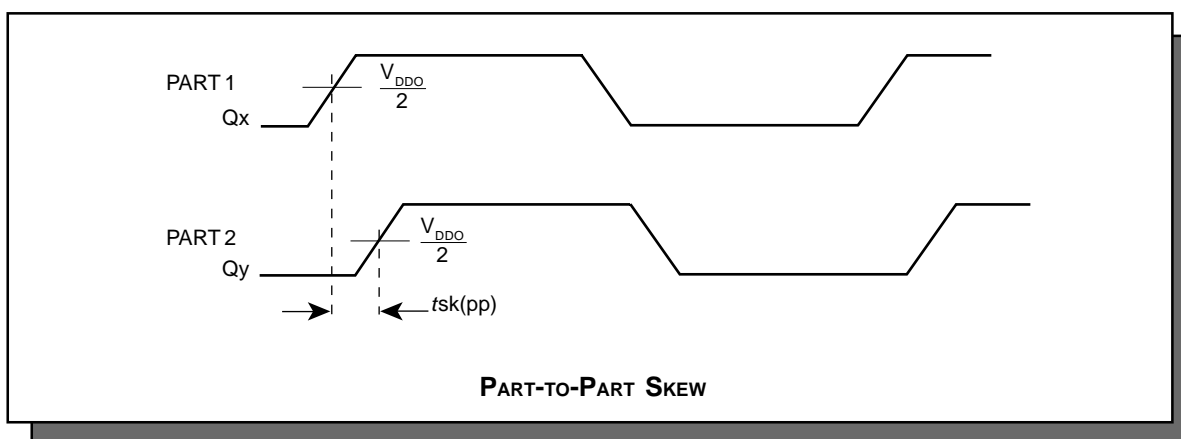 PART 1
Qx
VDDO
2
PART 2
Qy
VDDO
2
tsk(pp)
PART-TO-PART SKEW